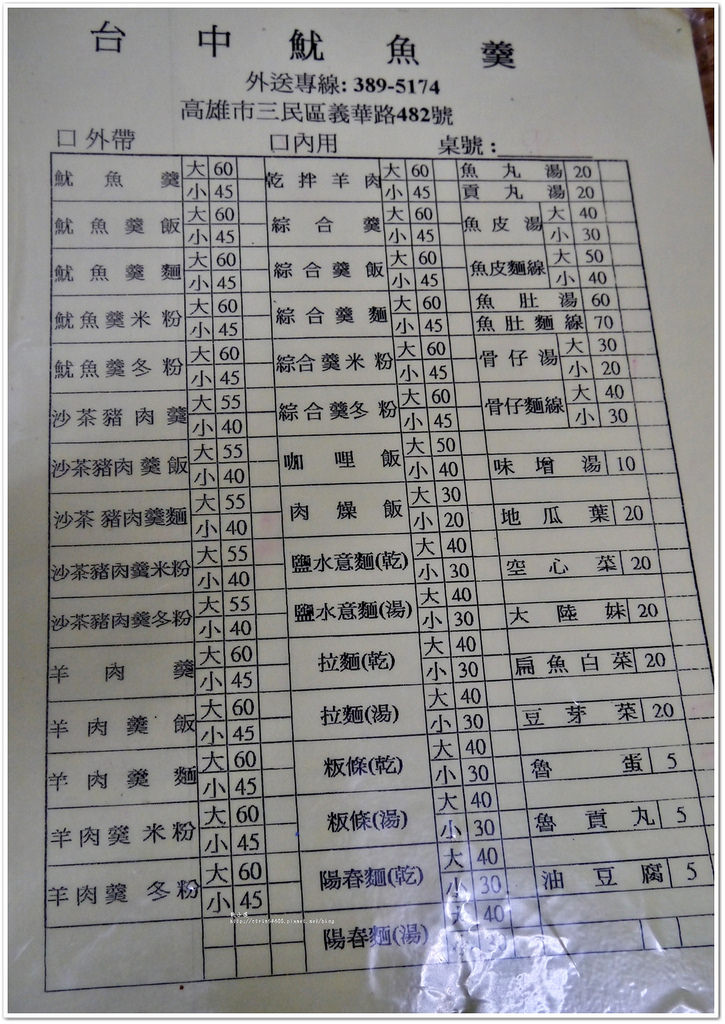 台中魷魚羹
外送專線: 389-5174
高雄市三民區義華路482號
口外帶 口內用 桌號:
魷魚羹 大 60 小 45
魷魚羹飯 大 60 小 45
魷魚羹麵 大 60 小 45
魷魚羹米粉 大 60 小 45
魷魚羹冬粉 大 60 小 45
沙茶豬肉羹 大 55 小 40
沙茶豬肉羹飯 大 55 小 40
沙茶豬肉羹麵 大 55 小 40
沙茶豬肉羹米粉 大 55 小 40
沙茶豬肉羹冬粉 大 55 小 40
羊肉羹 大 60 小 45
羊肉羹飯 大 60 小 45
羊肉羹麵 大 60 小 45
羊肉羹米粉 大 60 小 45
羊肉羹冬粉 大 60 小 45
乾拌羊肉 大 60 小 45
綜合羹 大 60 小 45
綜合羹飯 大 60 小 45
綜合羹麵 大 60 小 45
綜合羹米粉 大 60 小 45
綜合羹冬粉 大 60 小 45
咖哩飯 大 50 小 40
肉燥飯 大 30 小 20
鹽水意麵(乾) 大 40 小 30
鹽水意麵(湯) 大 40 小 30
拉麵(乾) 大 40 小 30
拉麵(湯) 大 40 小 30
粄條(乾) 大 40 小 30
粄條(湯) 大 40 小 30
陽春麵(乾) 大 40 小 30
陽春麵(湯) 大 40
魚丸湯 20
貢丸湯 20
魚皮湯 大 40 小 30
魚皮麵線 大 50 小 40
魚肚湯 60
魚肚麵線 70
骨仔湯 大 30 小 20
骨仔麵線 大 40 小 30
味增湯 10
地瓜葉 20
空心菜 20
大陸妹 20
扁魚白菜 20
豆芽菜 20
魯蛋 5
魯貢丸 5
油豆腐 5